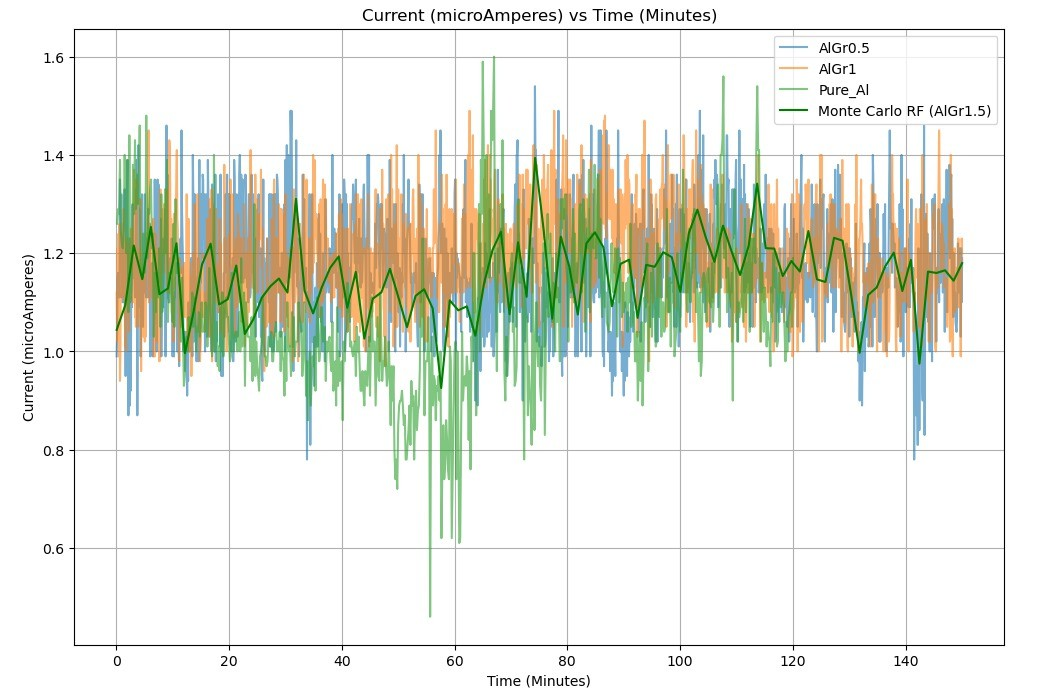 Current (microAmperes) vs Time (Minutes)
AlGr0.5
AlGr1
Pure_Al
Monte Carlo RF (AlGr1.5)
Current (microAmperes)
1.6
1.4
1.2
1.0
0.8
0.6
0 20 40 60 80 100 120 140
Time (Minutes)